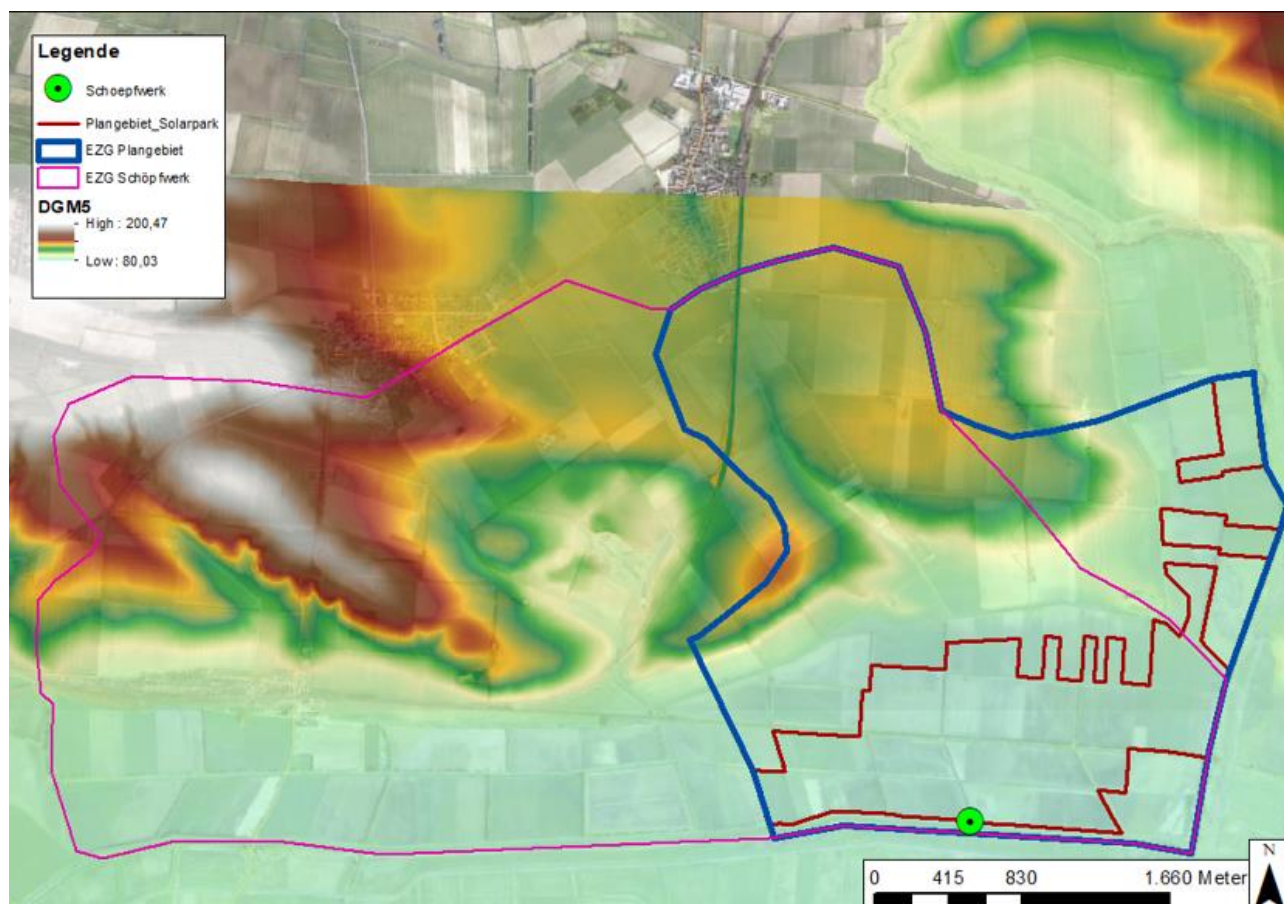 Legende
Schoepfwerk
Plangebiet_Solarpark
EZG Plangebiet
EZG Schöpfwerk
DGM5
High : 200,47
Low : 80,03
N
0 415 830 1.660 Meter